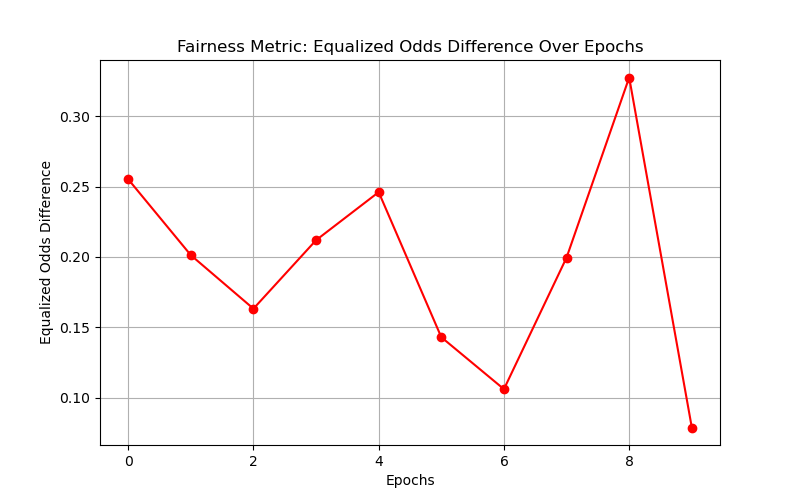 Fairness Metric: Equalized Odds Difference Over Epochs
Equalized Odds Difference
0.30
0.25
0.20
0.15
0.10
0 2 4 6 8
Epochs